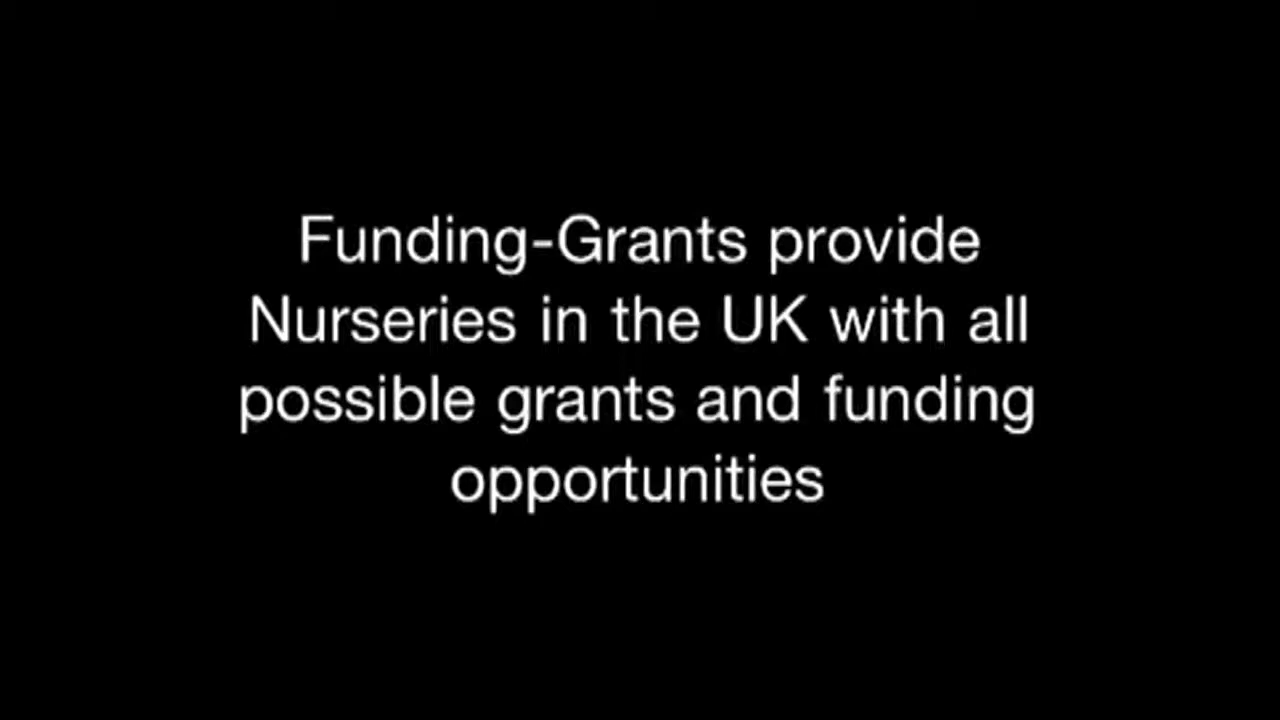 Funding-Grants provide
Nurseries in the UK with all
possible grants and funding
opportunities